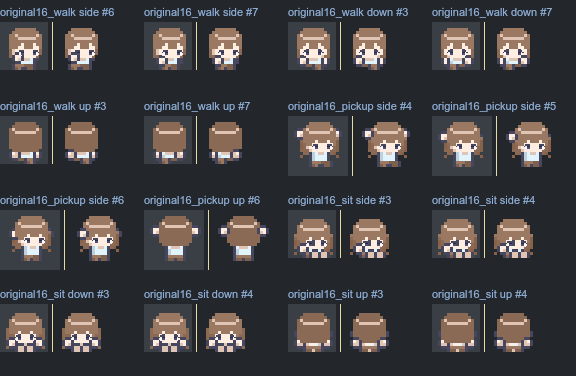 original16_walk side #6
original16_walk side #7
original16_walk down #3
original16_walk down #7
original16_walk up #3
original16_walk up #7
original16_pickup side #4
original16_pickup side #5
original16_pickup side #6
original16_pickup up #6
original16_sit side #3
original16_sit side #4
original16_sit down #3
original16_sit down #4
original16_sit up #3
original16_sit up #4